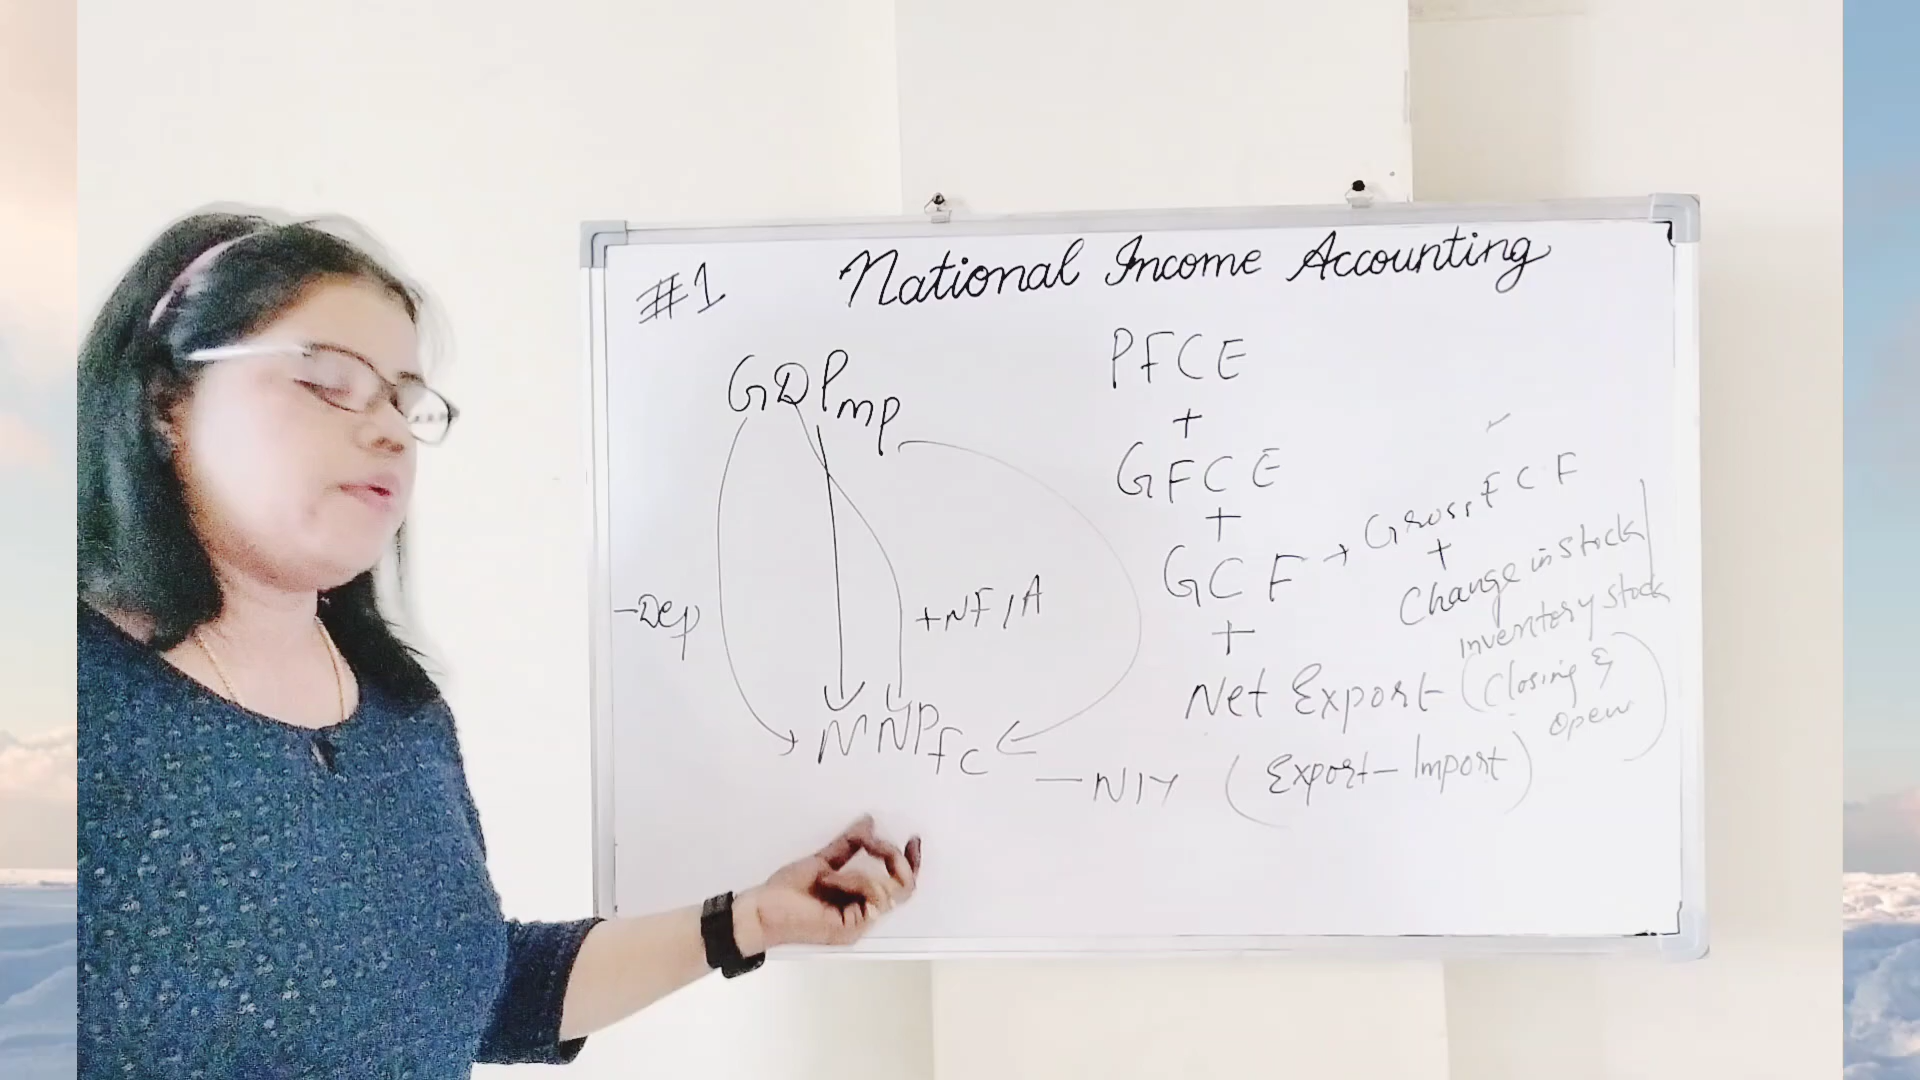 #1 National Income Accounting
GDPmp
-Dep
+NFIA
NNPfc
-NIT
PFCE
+
GFCE
+
GCF → Gross FCF
+
Change in stock
inventory stock
(Closing &
open
+
Net Export
(Export - Import)